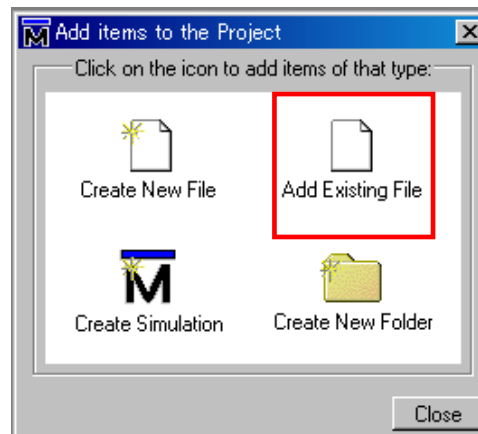 Add items to the Project
Click on the icon to add items of that type:
Create New File
Add Existing File
Create Simulation
Create New Folder
Close